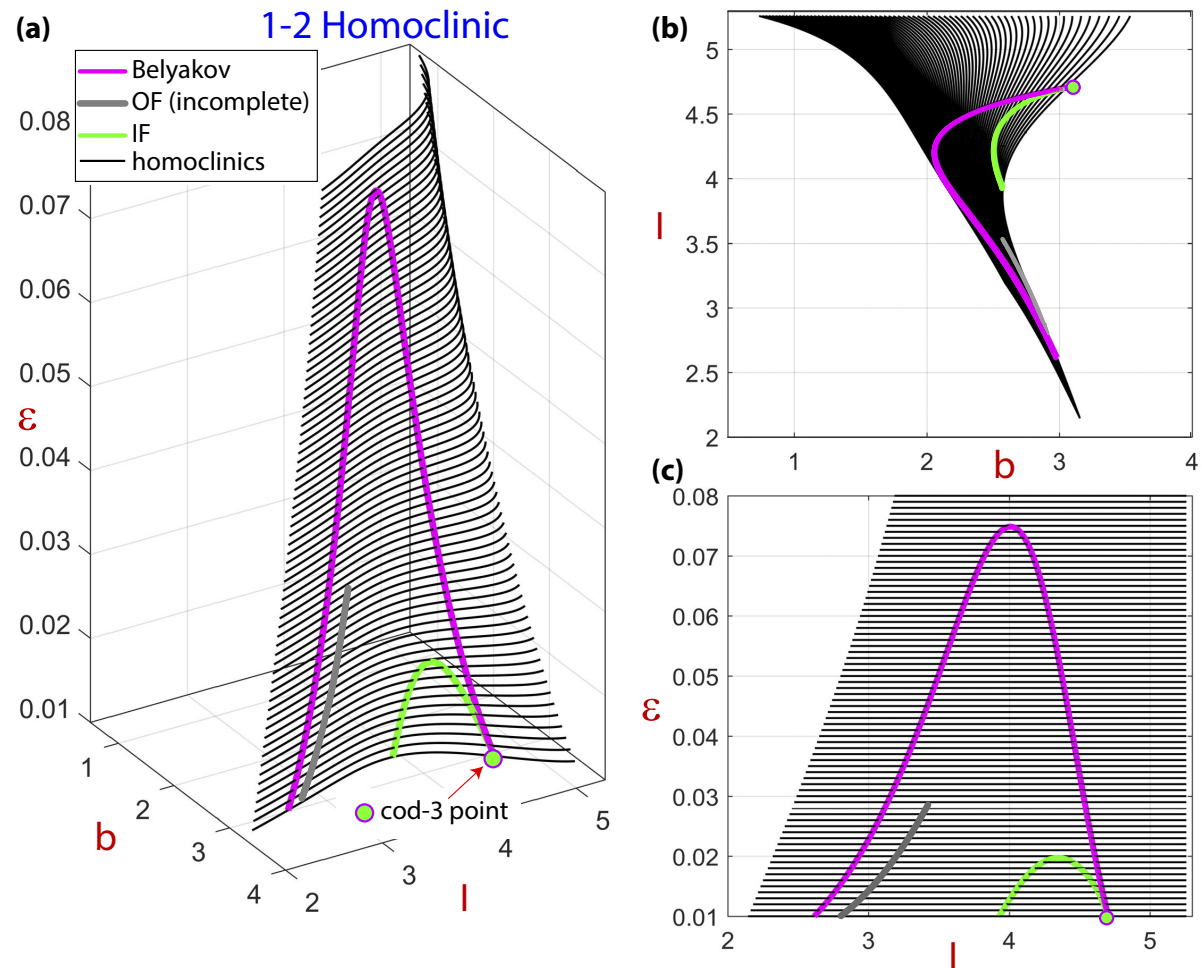 (a)
1-2 Homoclinic
Belyakov
OF (incomplete)
IF
homoclinics
0.08
0.07
0.06
0.05
ε
0.04
0.03
0.02
0.01
1
b
2
3
4
2
3
l
4
5
cod-3 point
(b)
5
4.5
4
l
3.5
3
2.5
2
1
2
b
3
4
(c)
0.08
0.07
0.06
0.05
ε
0.04
0.03
0.02
0.01
2
3
l
4
5